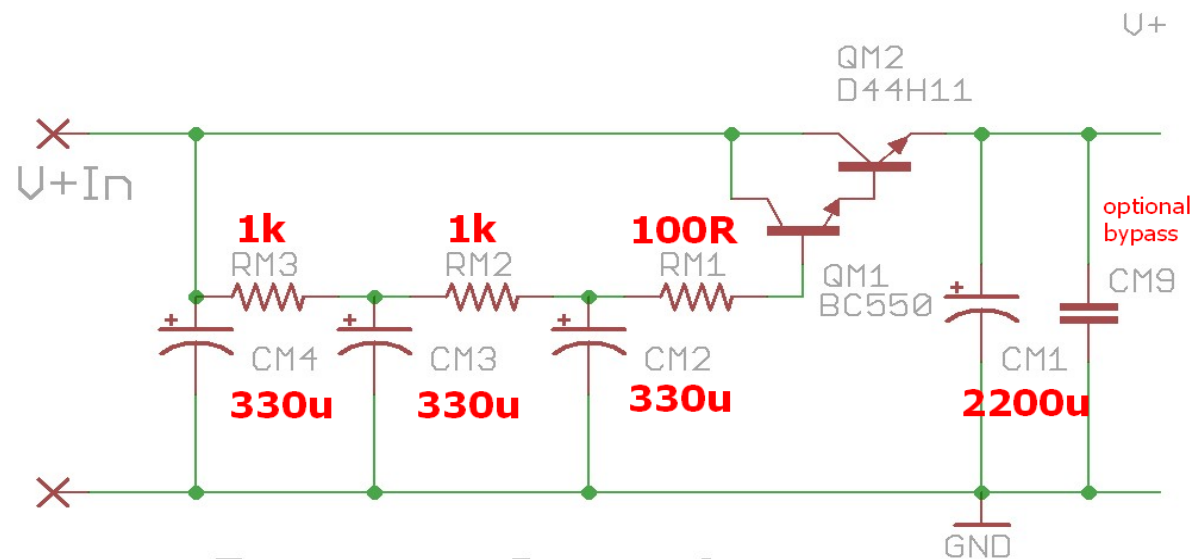 V+
QM2
D44H11
V+In
1k
1k
100R
optional
bypass
RM3
RM2
RM1
QM1
BC550
CM9
+
+
+
+
CM4
CM3
CM2
CM1
330u
330u
330u
2200u
GND